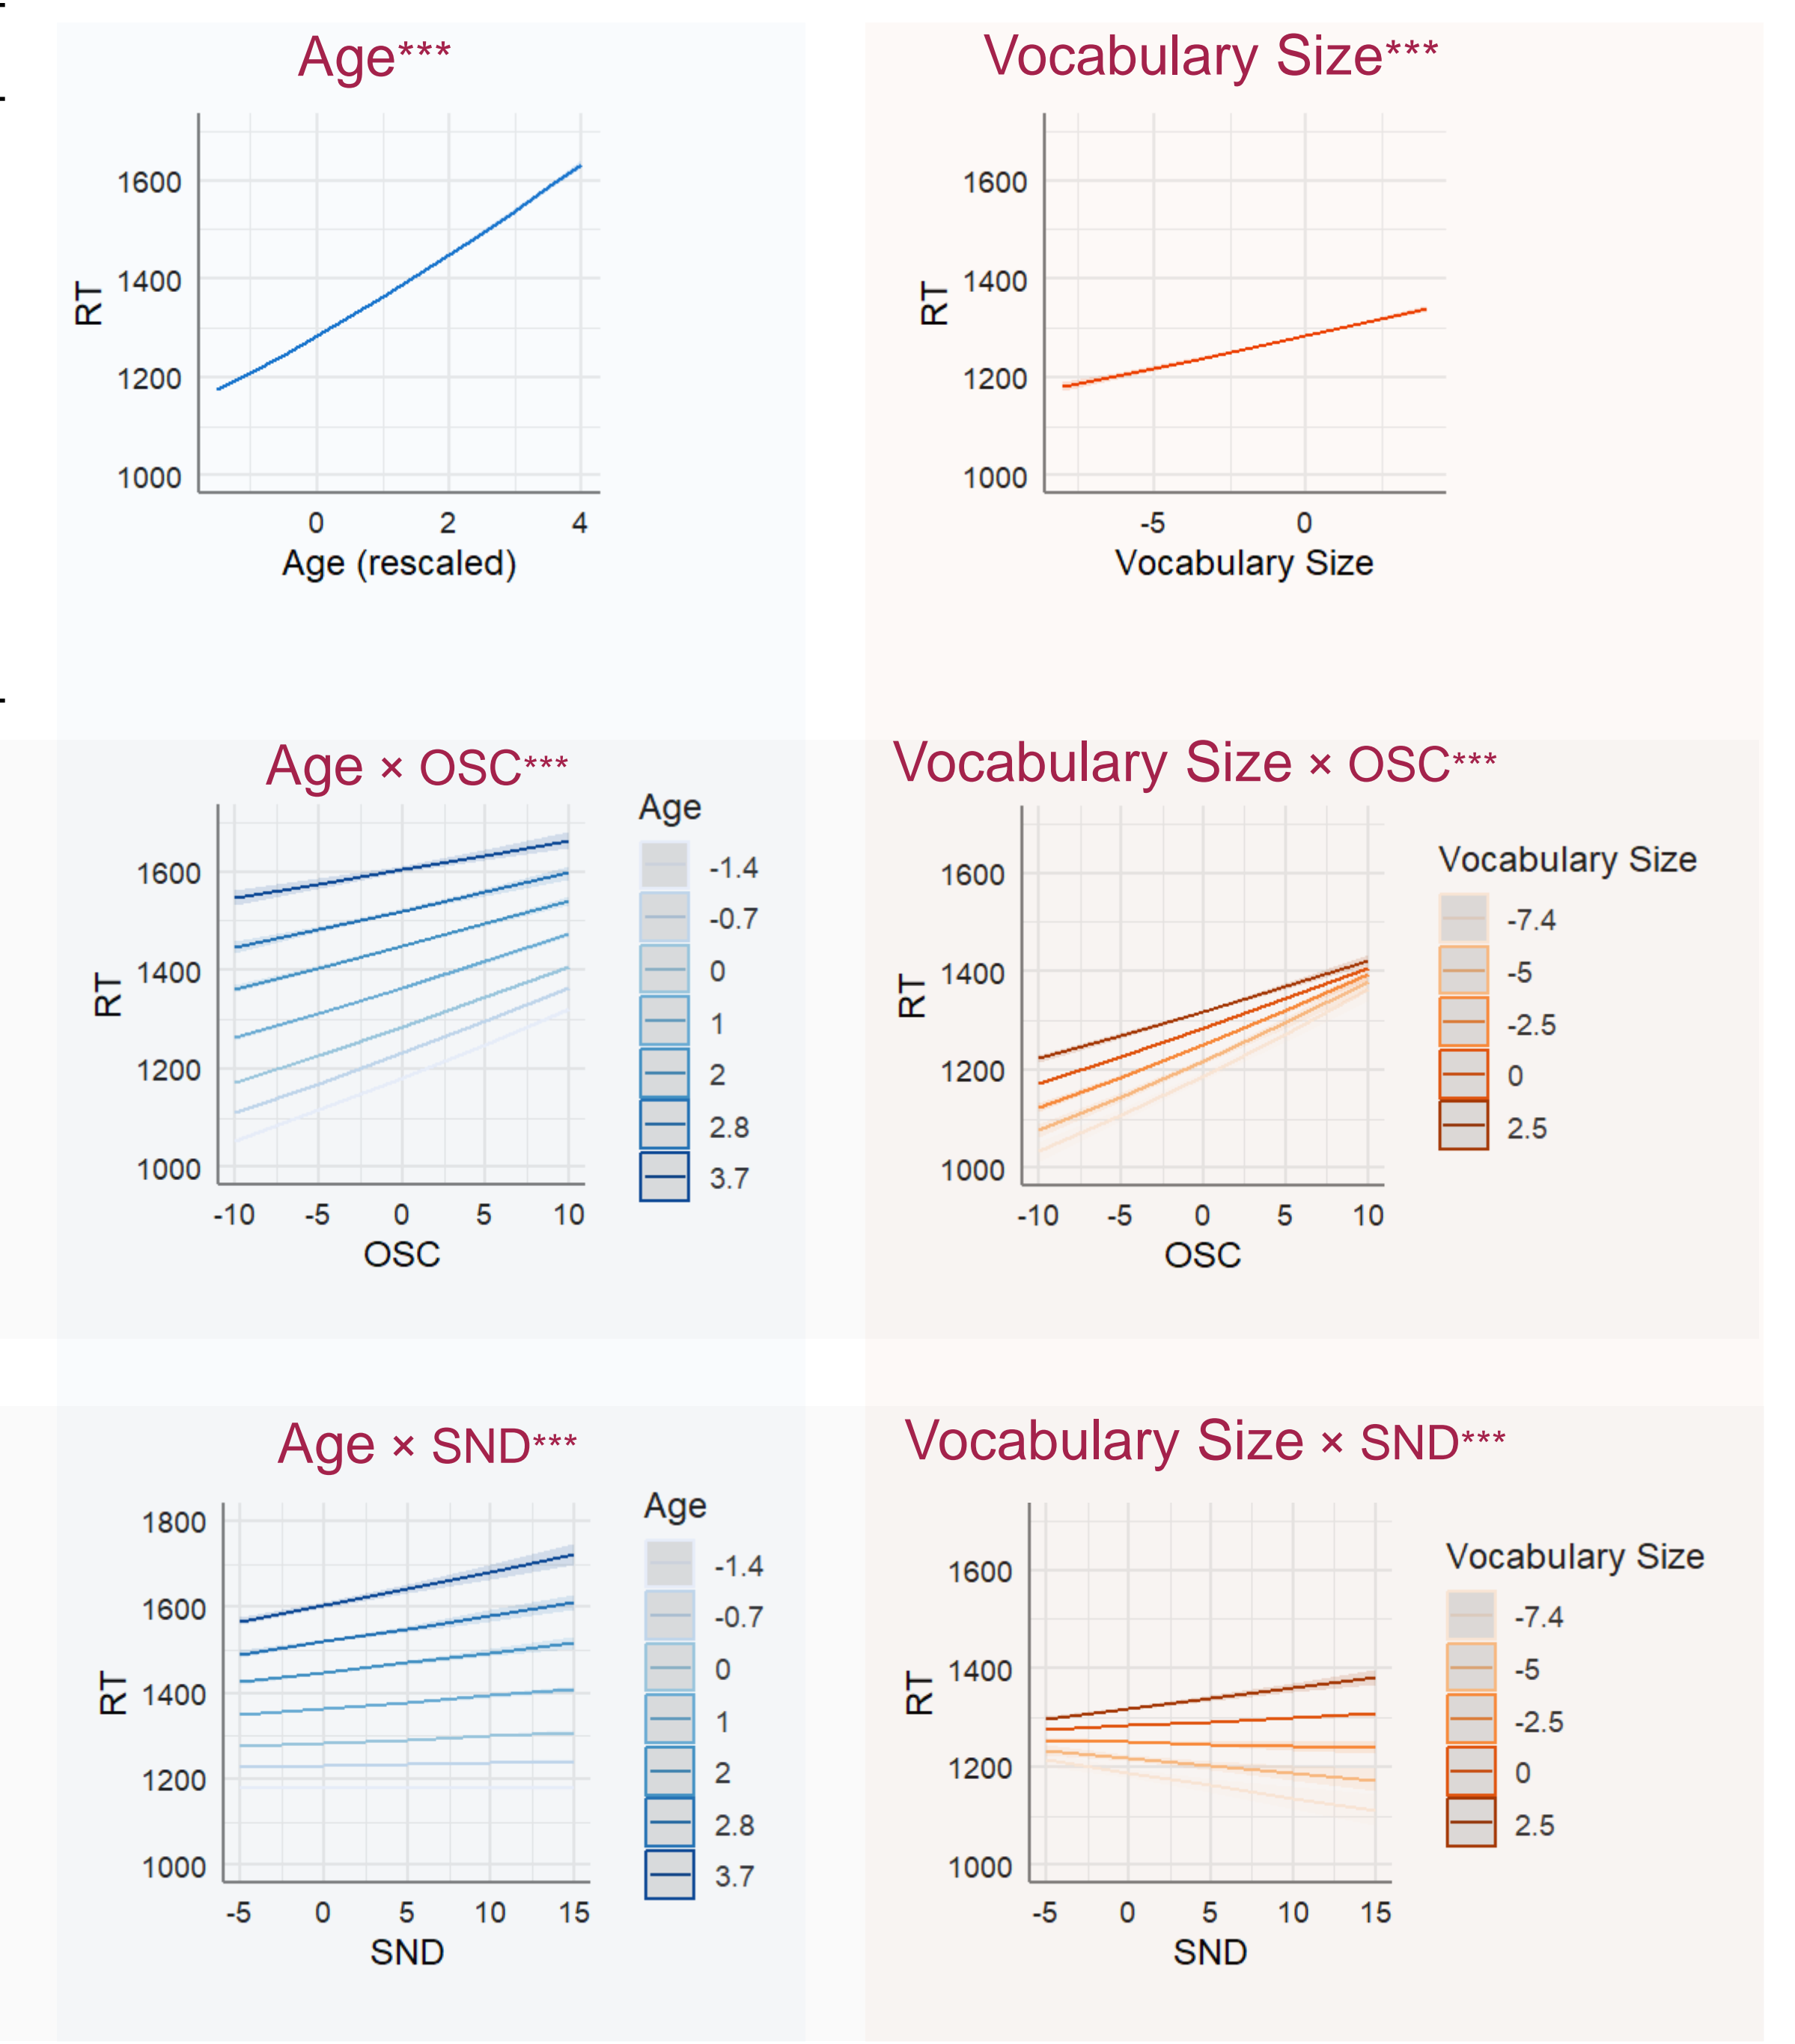 Age***
1600
1400
1200
1000
RT
0 2 4
Age (rescaled)
Vocabulary Size***
1600
1400
1200
1000
RT
-5 0
Vocabulary Size
Age × OSC***
1600
1400
1200
1000
RT
-10 -5 0 5 10
OSC
Age
-1.4
-0.7
0
1
2
2.8
3.7
Vocabulary Size × OSC***
1600
1400
1200
1000
RT
-10 -5 0 5 10
OSC
Vocabulary Size
-7.4
-5
-2.5
0
2.5
Age × SND***
1800
1600
1400
1200
1000
RT
-5 0 5 10 15
SND
Age
-1.4
-0.7
0
1
2
2.8
3.7
Vocabulary Size × SND***
1600
1400
1200
1000
RT
-5 0 5 10 15
SND
Vocabulary Size
-7.4
-5
-2.5
0
2.5